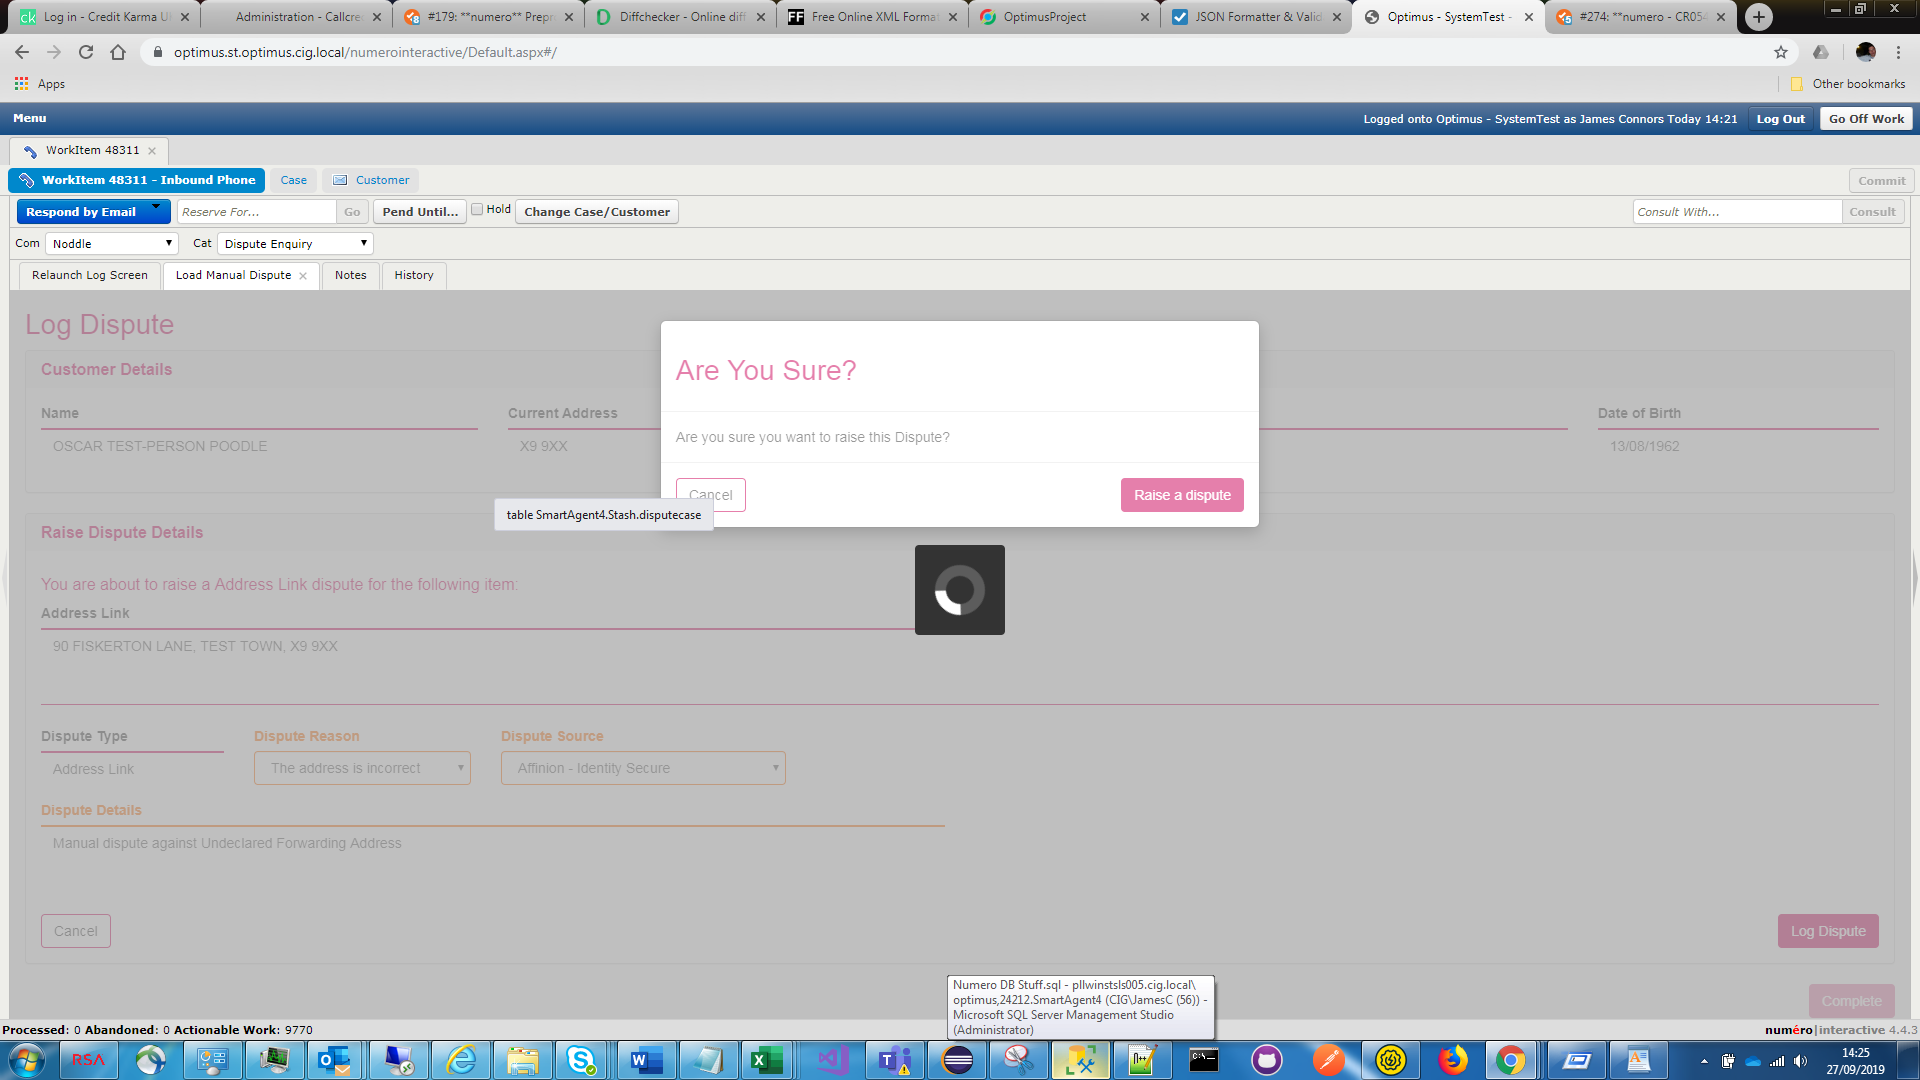 Log in - Credit Karma U
Administration - Callcre
#179: **numero** Prepr
Diffchecker - Online diff
Free Online XML Format
OptimusProject
JSON Formatter & Valid
Optimus - SystemTest -
#274: **numero - CR054
optimus.st.optimus.cig.local/numerointeractive/Default.aspx#/
Apps
Other bookmarks
Menu
Logged onto Optimus - SystemTest as James Connors Today 14:21
Log Out
Go Off Work
WorkItem 48311
WorkItem 48311 - Inbound Phone
Case
Customer
Commit
Respond by Email
Reserve For...
Go
Pend Until...
Hold
Change Case/Customer
Consult With...
Consult
Com
Noddle
Cat
Dispute Enquiry
Relaunch Log Screen
Load Manual Dispute
Notes
History
Log Dispute
Customer Details
Name
Current Address
Date of Birth
OSCAR TEST-PERSON POODLE
X9 9XX
13/08/1962
Are You Sure?
Are you sure you want to raise this Dispute?
Cancel
Raise a dispute
table SmartAgent4.Stash.disputecase
Raise Dispute Details
You are about to raise a Address Link dispute for the following item:
Address Link
90 FISKERTON LANE, TEST TOWN, X9 9XX
Dispute Type
Dispute Reason
Dispute Source
Address Link
The address is incorrect
Affinion - Identity Secure
Dispute Details
Manual dispute against Undeclared Forwarding Address
Cancel
Log Dispute
Complete
Numero DB Stuff.sql - pllwinstsls005.cig.local\
optimus,24212.SmartAgent4 (CIG\JamesC (56)) -
Microsoft SQL Server Management Studio
(Administrator)
Processed: 0 Abandoned: 0 Actionable Work: 9770
numéro|interactive 4.4.3
RSA
14:25
27/09/2019